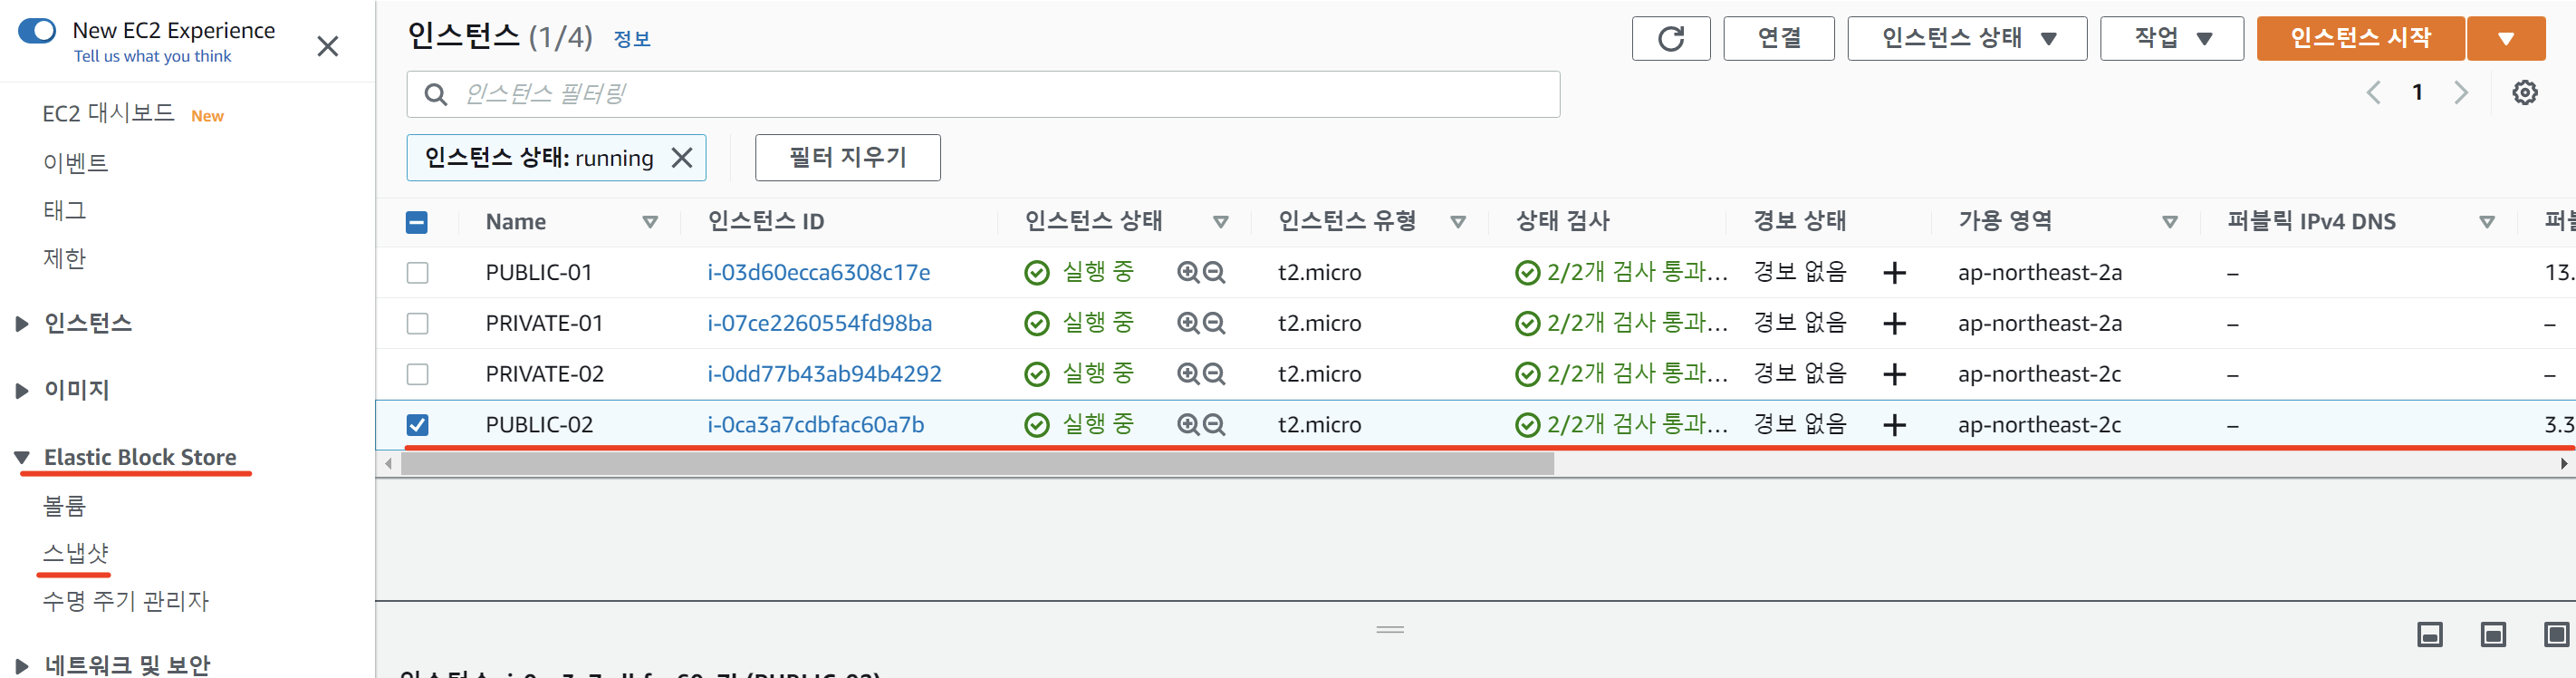 New EC2 Experience
Tell us what you think
EC2 대시보드 New
이벤트
태그
제한
인스턴스
이미지
Elastic Block Store
볼륨
스냅샷
수명 주기 관리자
네트워크 및 보안
인스턴스 (1/4) 정보
연결 인스턴스 상태 작업 인스턴스 시작
인스턴스 필터링
1
인스턴스 상태: running 필터 지우기
Name 인스턴스 ID 인스턴스 상태 인스턴스 유형 상태 검사 경보 상태 가용 영역 퍼블릭 IPv4 DNS
PUBLIC-01 i-03d60ecca6308c17e 실행 중 t2.micro 2/2개 검사 통과… 경보 없음 + ap-northeast-2a – 13.
PRIVATE-01 i-07ce2260554fd98ba 실행 중 t2.micro 2/2개 검사 통과… 경보 없음 + ap-northeast-2a – –
PRIVATE-02 i-0dd77b43ab94b4292 실행 중 t2.micro 2/2개 검사 통과… 경보 없음 + ap-northeast-2c – –
PUBLIC-02 i-0ca3a7cdbfac60a7b 실행 중 t2.micro 2/2개 검사 통과… 경보 없음 + ap-northeast-2c – 3.3